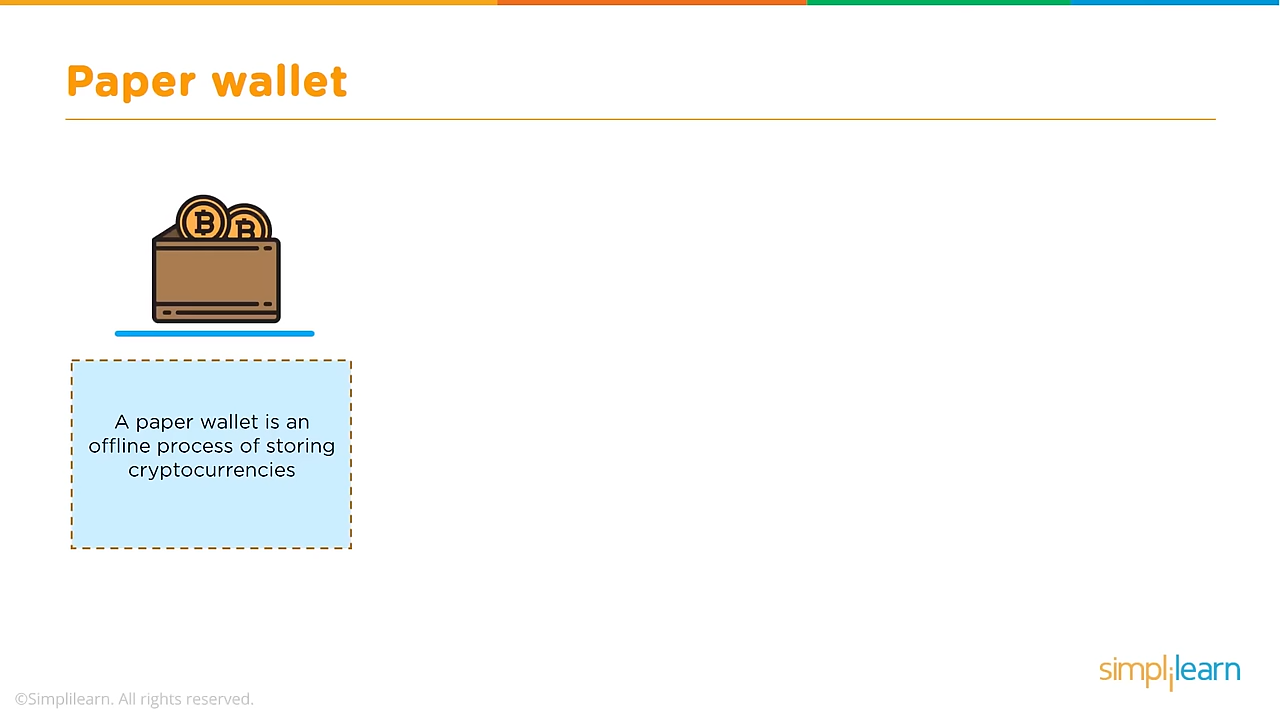 Paper wallet
A paper wallet is an
offline process of storing
cryptocurrencies
simplilearn
©Simplilearn. All rights reserved.